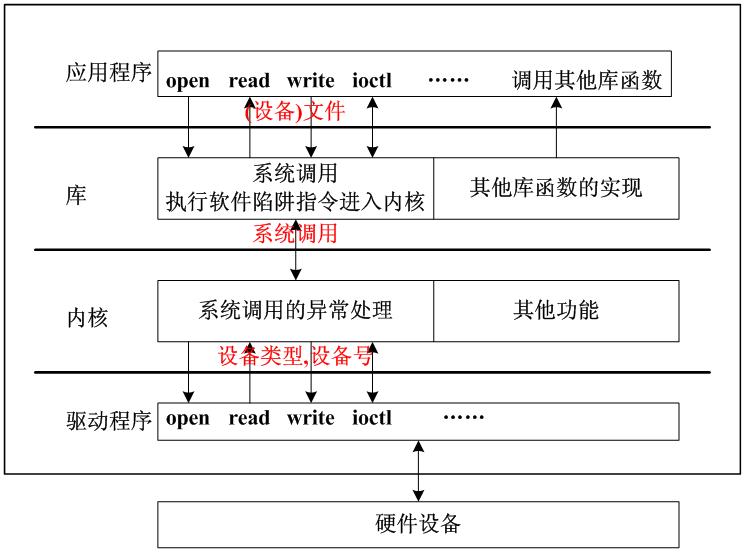 应用程序
open read write ioctl …… 调用其他库函数
(设备)文件
库
系统调用
执行软件陷阱指令进入内核
其他库函数的实现
系统调用
内核
系统调用的异常处理
其他功能
设备类型,设备号
驱动程序
open read write ioctl ……
硬件设备